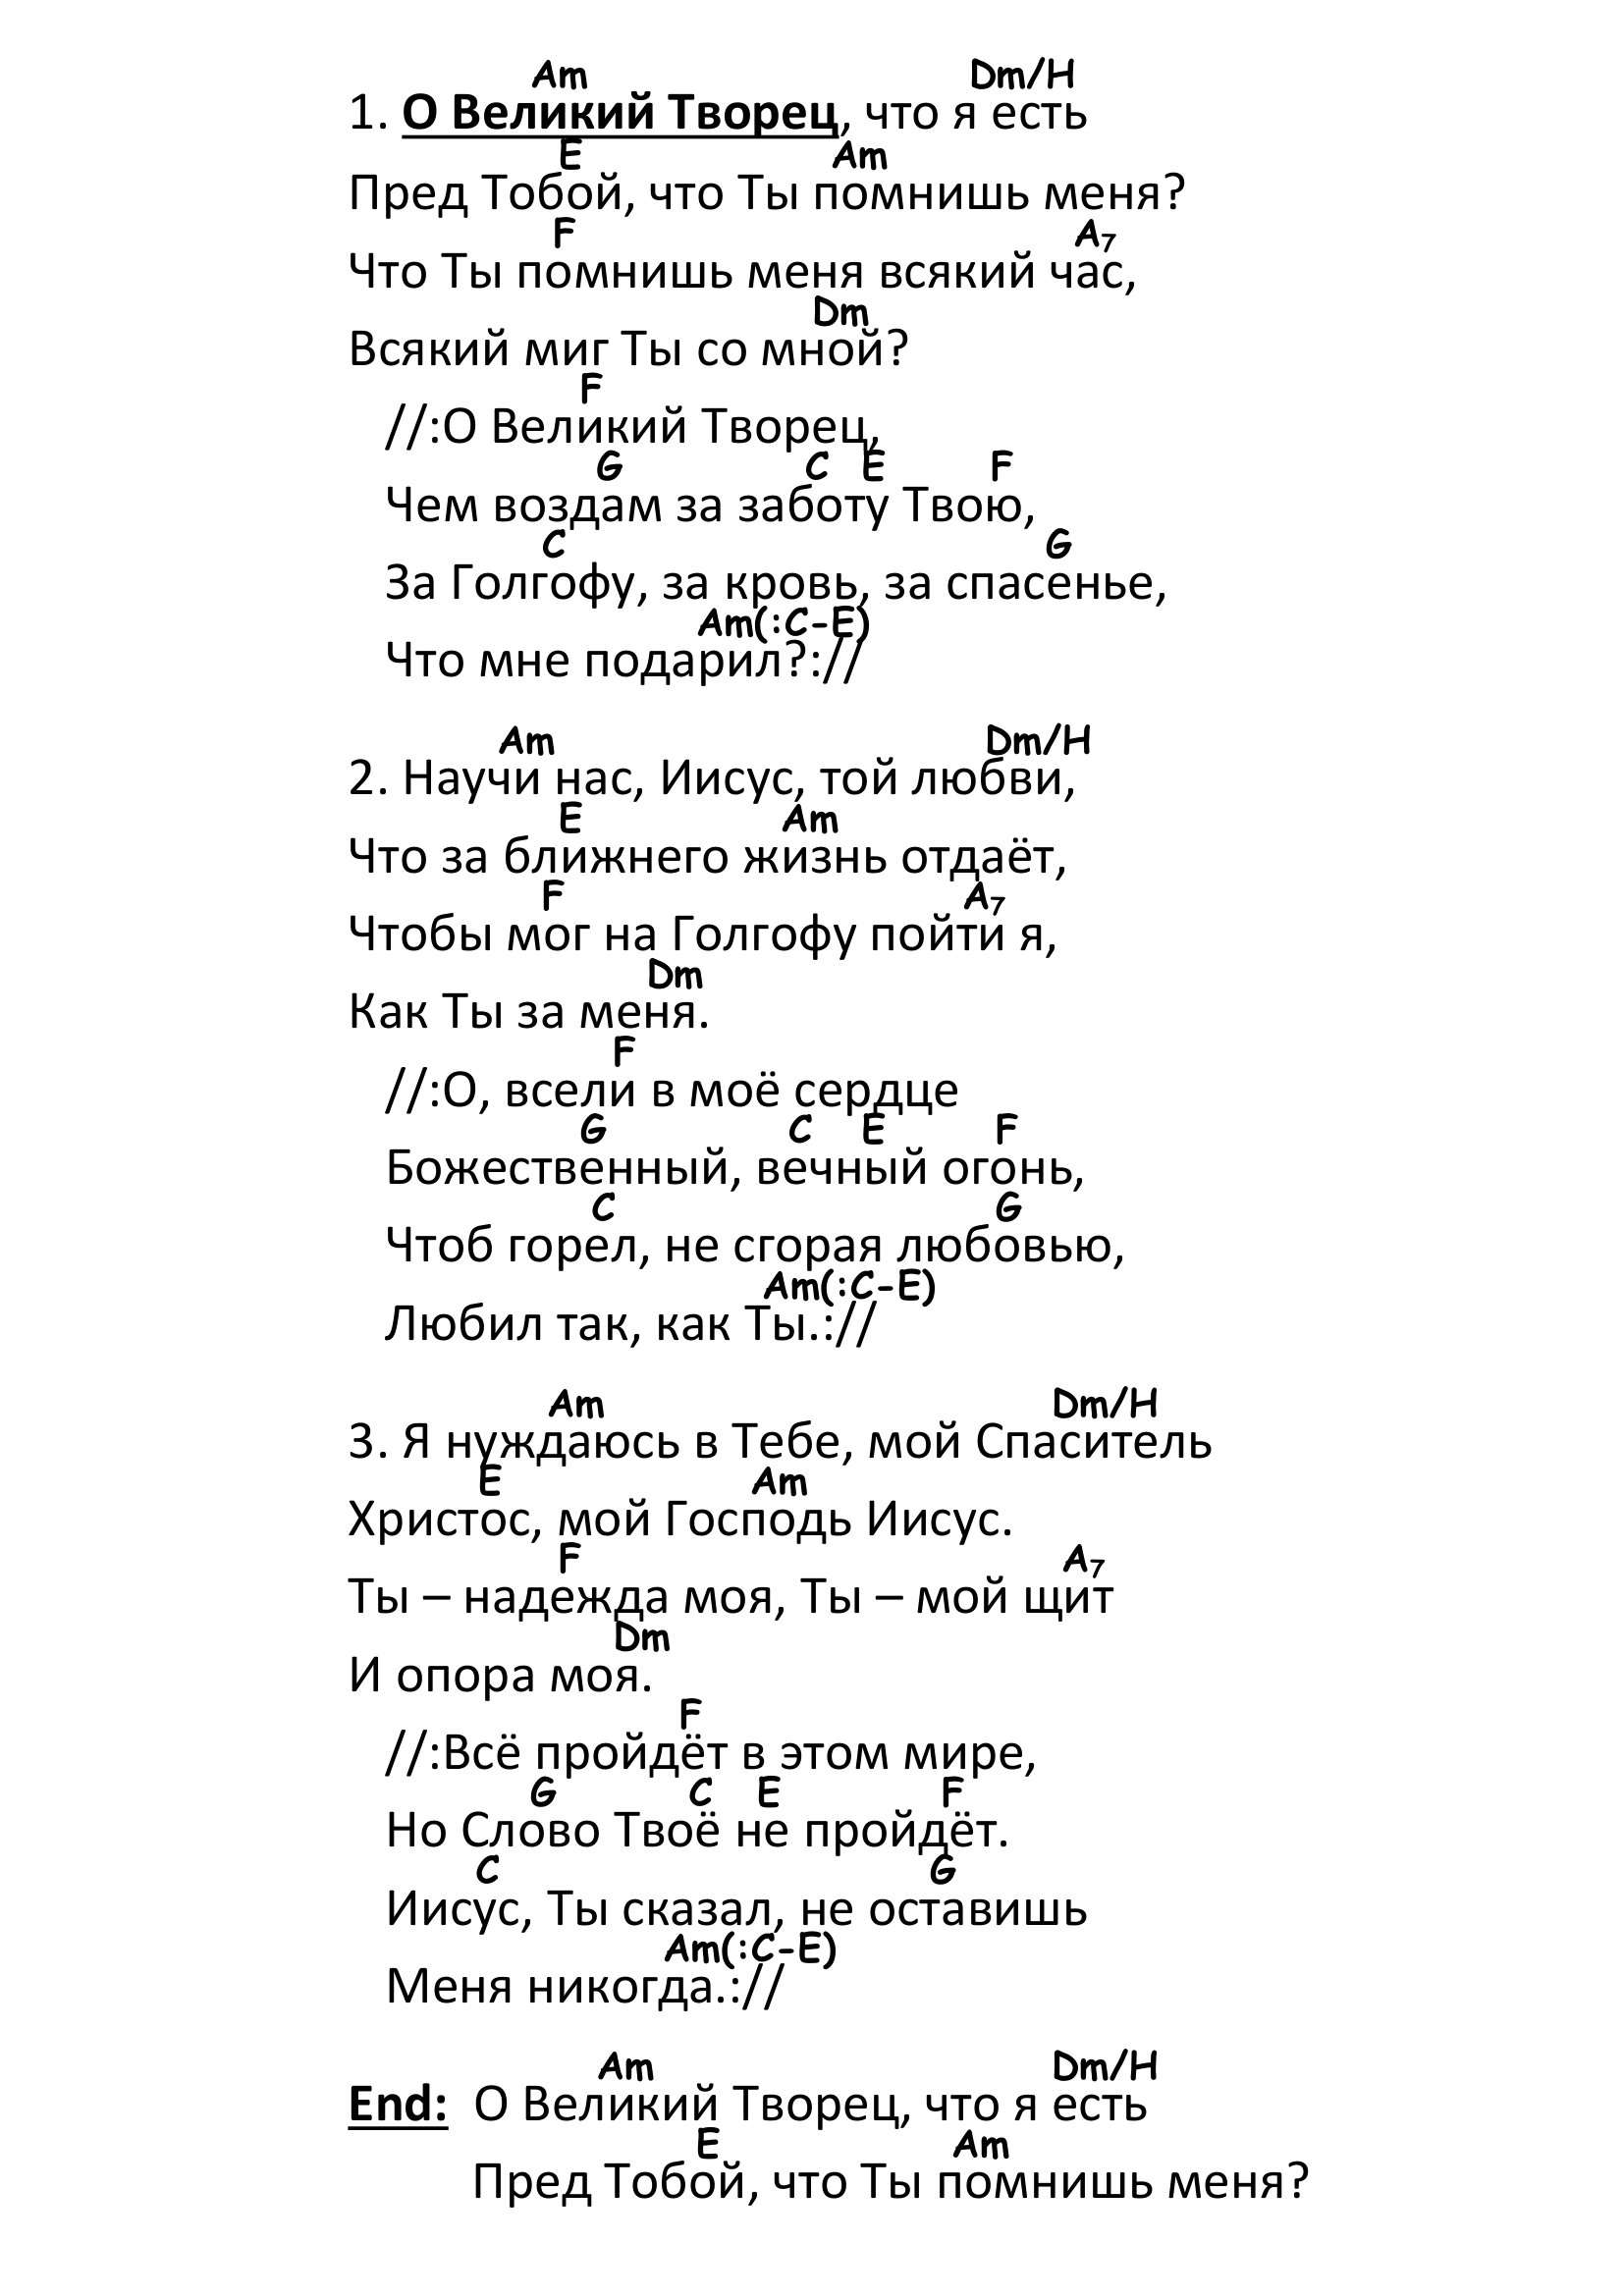 Am Dm/H
1. О Великий Творец, что я есть
E Am
Пред Тобой, что Ты помнишь меня?
F A7
Что Ты помнишь меня всякий час,
Dm
Всякий миг Ты со мной?
F
//:О Великий Творец,
G C E F
Чем воздам за заботу Твою,
C G
За Голгофу, за кровь, за спасенье,
Am(:C-E)
Что мне подарил?://
Am Dm/H
2. Научи нас, Иисус, той любви,
E Am
Что за ближнего жизнь отдаёт,
F A7
Чтобы мог на Голгофу пойти я,
Dm
Как Ты за меня.
F
//:О, всели в моё сердце
G C E F
Божественный, вечный огонь,
C G
Чтоб горел, не сгорая любовью,
Am(:C-E)
Любил так, как Ты.://
Am Dm/H
3. Я нуждаюсь в Тебе, мой Спаситель
E Am
Христос, мой Господь Иисус.
F A7
Ты – надежда моя, Ты – мой щит
Dm
И опора моя.
F
//:Всё пройдёт в этом мире,
G C E F
Но Слово Твоё не пройдёт.
C G
Иисус, Ты сказал, не оставишь
Am(:C-E)
Меня никогда.://
Am Dm/H
End: О Великий Творец, что я есть
E Am
Пред Тобой, что Ты помнишь меня?